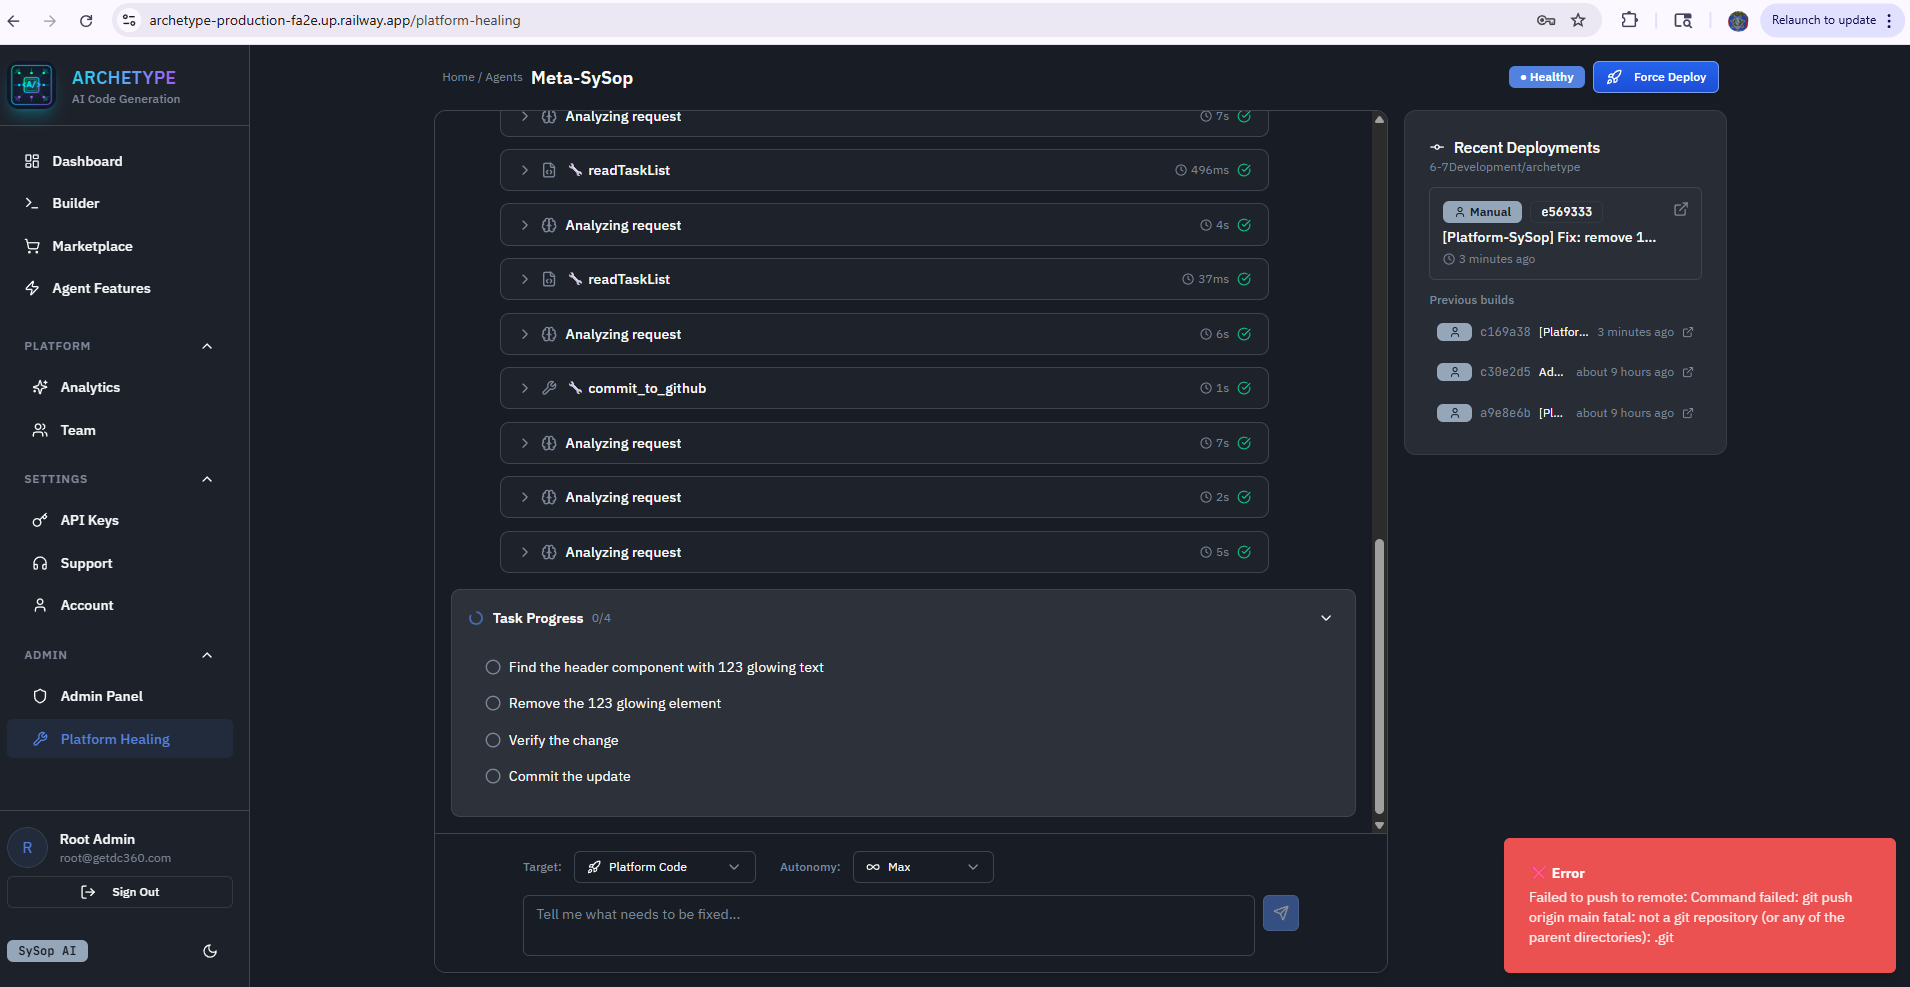 archetype-production-fa2e.up.railway.app/platform-healing
Relaunch to update
ARCHETYPE
AI Code Generation
Dashboard
Builder
Marketplace
Agent Features
PLATFORM
Analytics
Team
SETTINGS
API Keys
Support
Account
ADMIN
Admin Panel
Platform Healing
R
Root Admin
root@getdc360.com
Sign Out
SySop AI
Home / Agents Meta-SySop
Healthy
Force Deploy
Analyzing request 7s
readTaskList 496ms
Analyzing request 4s
readTaskList 37ms
Analyzing request 6s
commit_to_github 1s
Analyzing request 7s
Analyzing request 2s
Analyzing request 5s
Task Progress 0/4
Find the header component with 123 glowing text
Remove the 123 glowing element
Verify the change
Commit the update
Target: Platform Code Autonomy: Max
Tell me what needs to be fixed...
Recent Deployments
6-7Development/archetype
Manual e569333
[Platform-SySop] Fix: remove 1...
3 minutes ago
Previous builds
c169a38 [Platfor... 3 minutes ago
c30e2d5 Ad... about 9 hours ago
a9e8e6b [Pl... about 9 hours ago
Error
Failed to push to remote: Command failed: git push
origin main fatal: not a git repository (or any of the
parent directories): .git